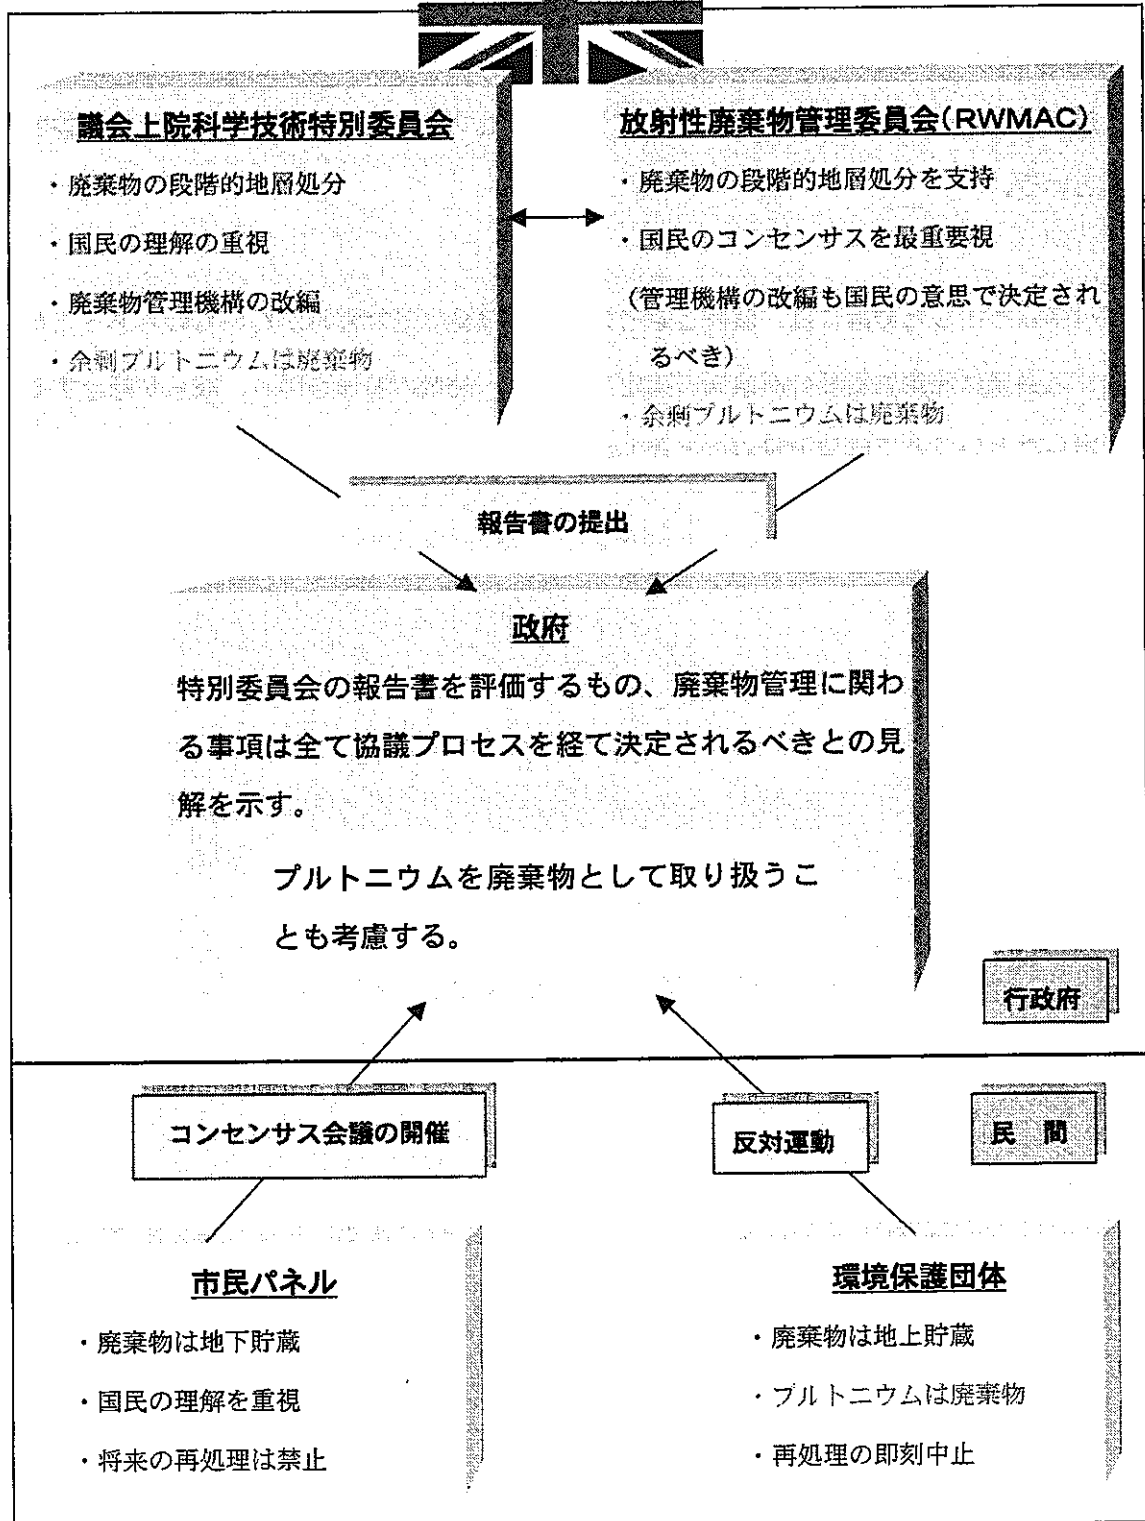 議会上院科学技術特別委員会
・廃棄物の段階的地層処分
・国民の理解の重視
・廃棄物管理機構の改編
・余剰プルトニウムは廃棄物
放射性廃棄物管理委員会(RWMAC)
・廃棄物の段階的地層処分を支持
・国民のコンセンサスを最重要視
(管理機構の改編も国民の意思で決定され
るべき)
・余剰プルトニウムは廃棄物
報告書の提出
政府
特別委員会の報告書を評価するもの、廃棄物管理に関わ
る事項は全て協議プロセスを経て決定されるべきとの見
解を示す。
プルトニウムを廃棄物として取り扱うこ
とも考慮する。
行政府
コンセンサス会議の開催
反対運動
民 間
市民パネル
・廃棄物は地下貯蔵
・国民の理解を重視
・将来の再処理は禁止
環境保護団体
・廃棄物は地上貯蔵
・プルトニウムは廃棄物
・再処理の即刻中止